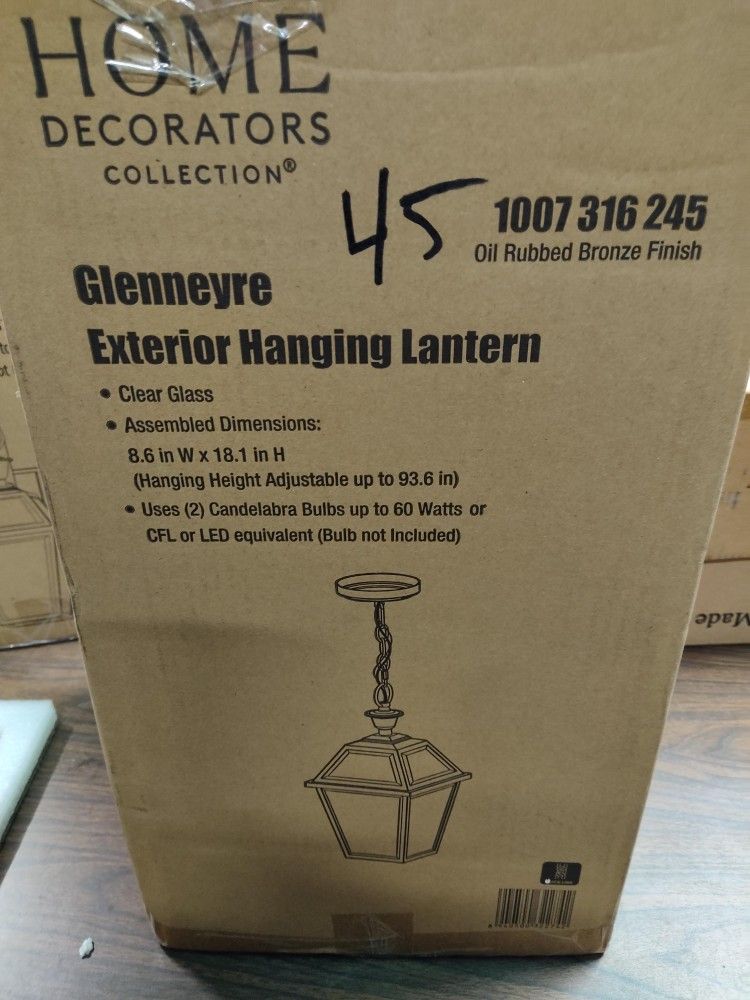 HOME
DECORATORS
COLLECTION®
45
1007 316 245
Oil Rubbed Bronze Finish
Glenneyre
Exterior Hanging Lantern
• Clear Glass
• Assembled Dimensions:
8.6 in W x 18.1 in H
(Hanging Height Adjustable up to 93.6 in)
• Uses (2) Candelabra Bulbs up to 60 Watts or
CFL or LED equivalent (Bulb not Included)
Made